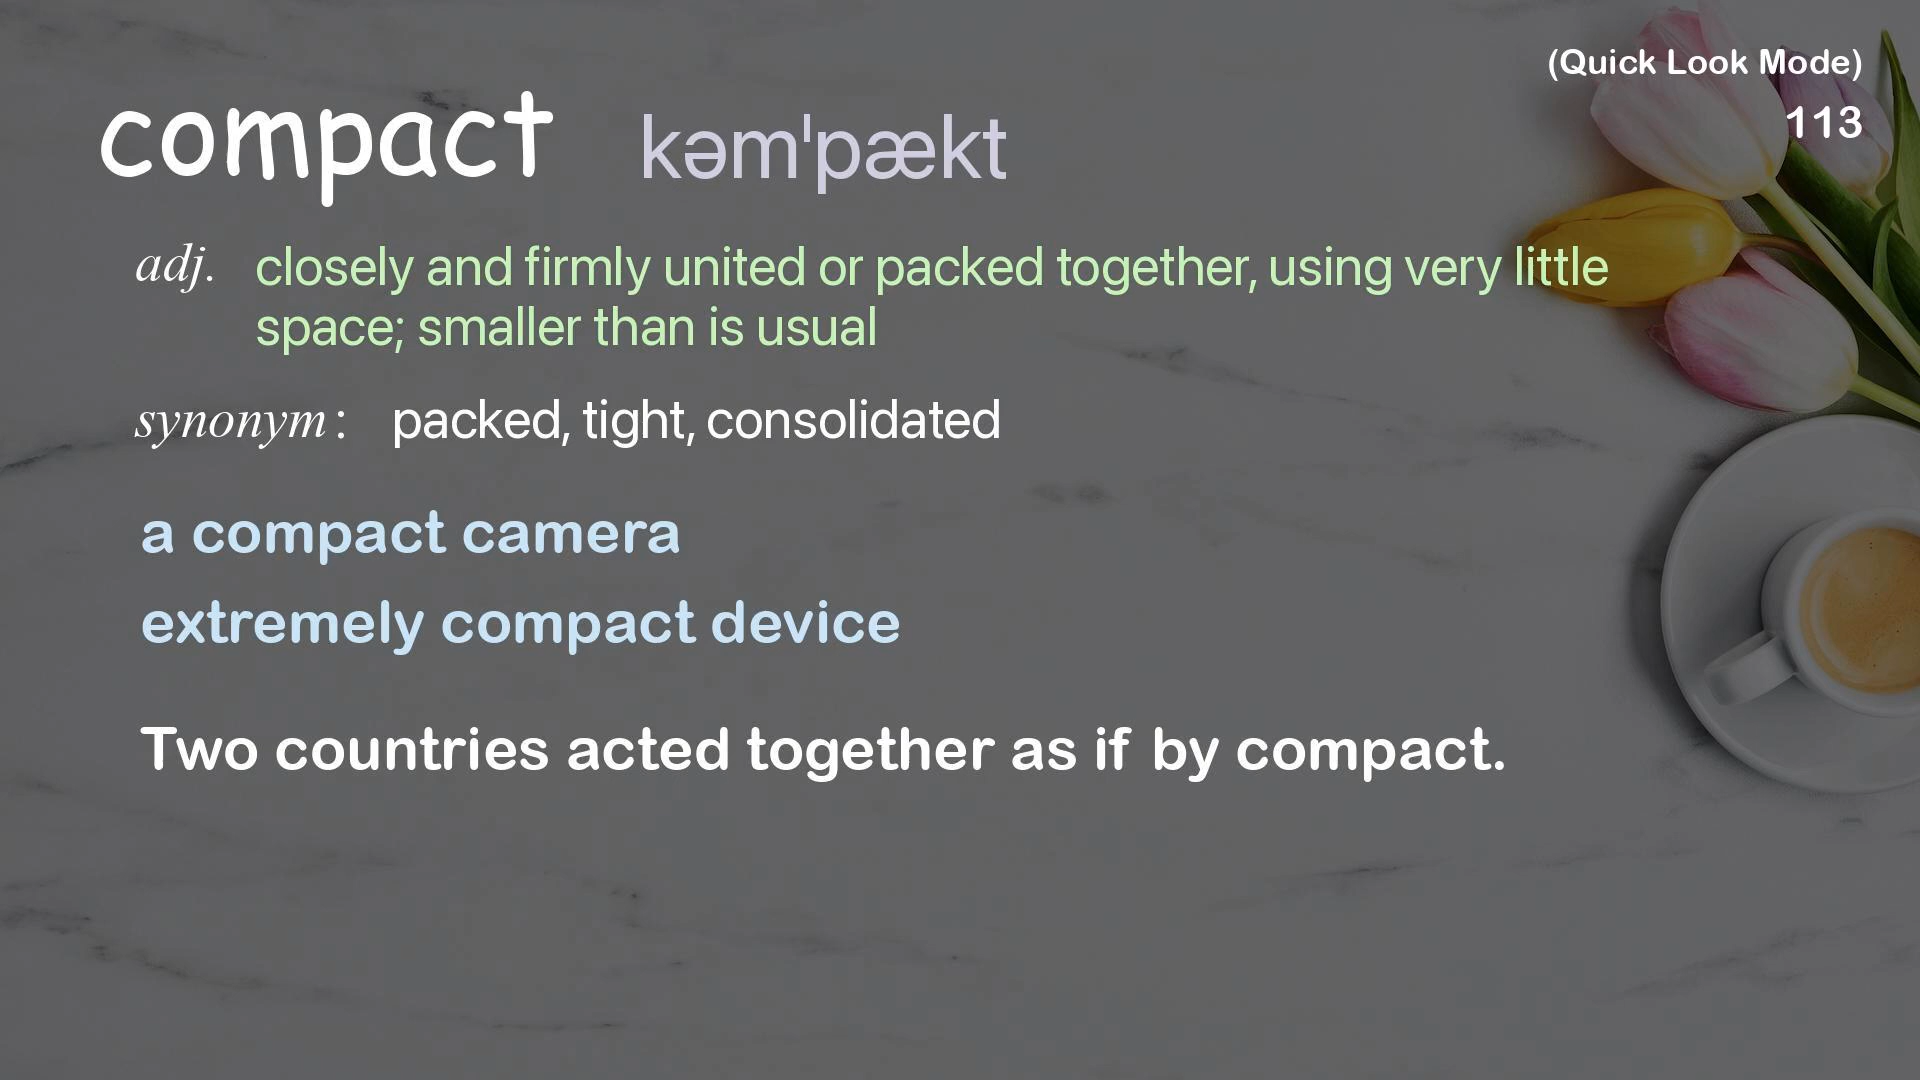 (Quick Look Mode)
113
compact kəmˈpækt
adj. closely and firmly united or packed together, using very little
space; smaller than is usual
synonym: packed, tight, consolidated
a compact camera
extremely compact device
Two countries acted together as if by compact.